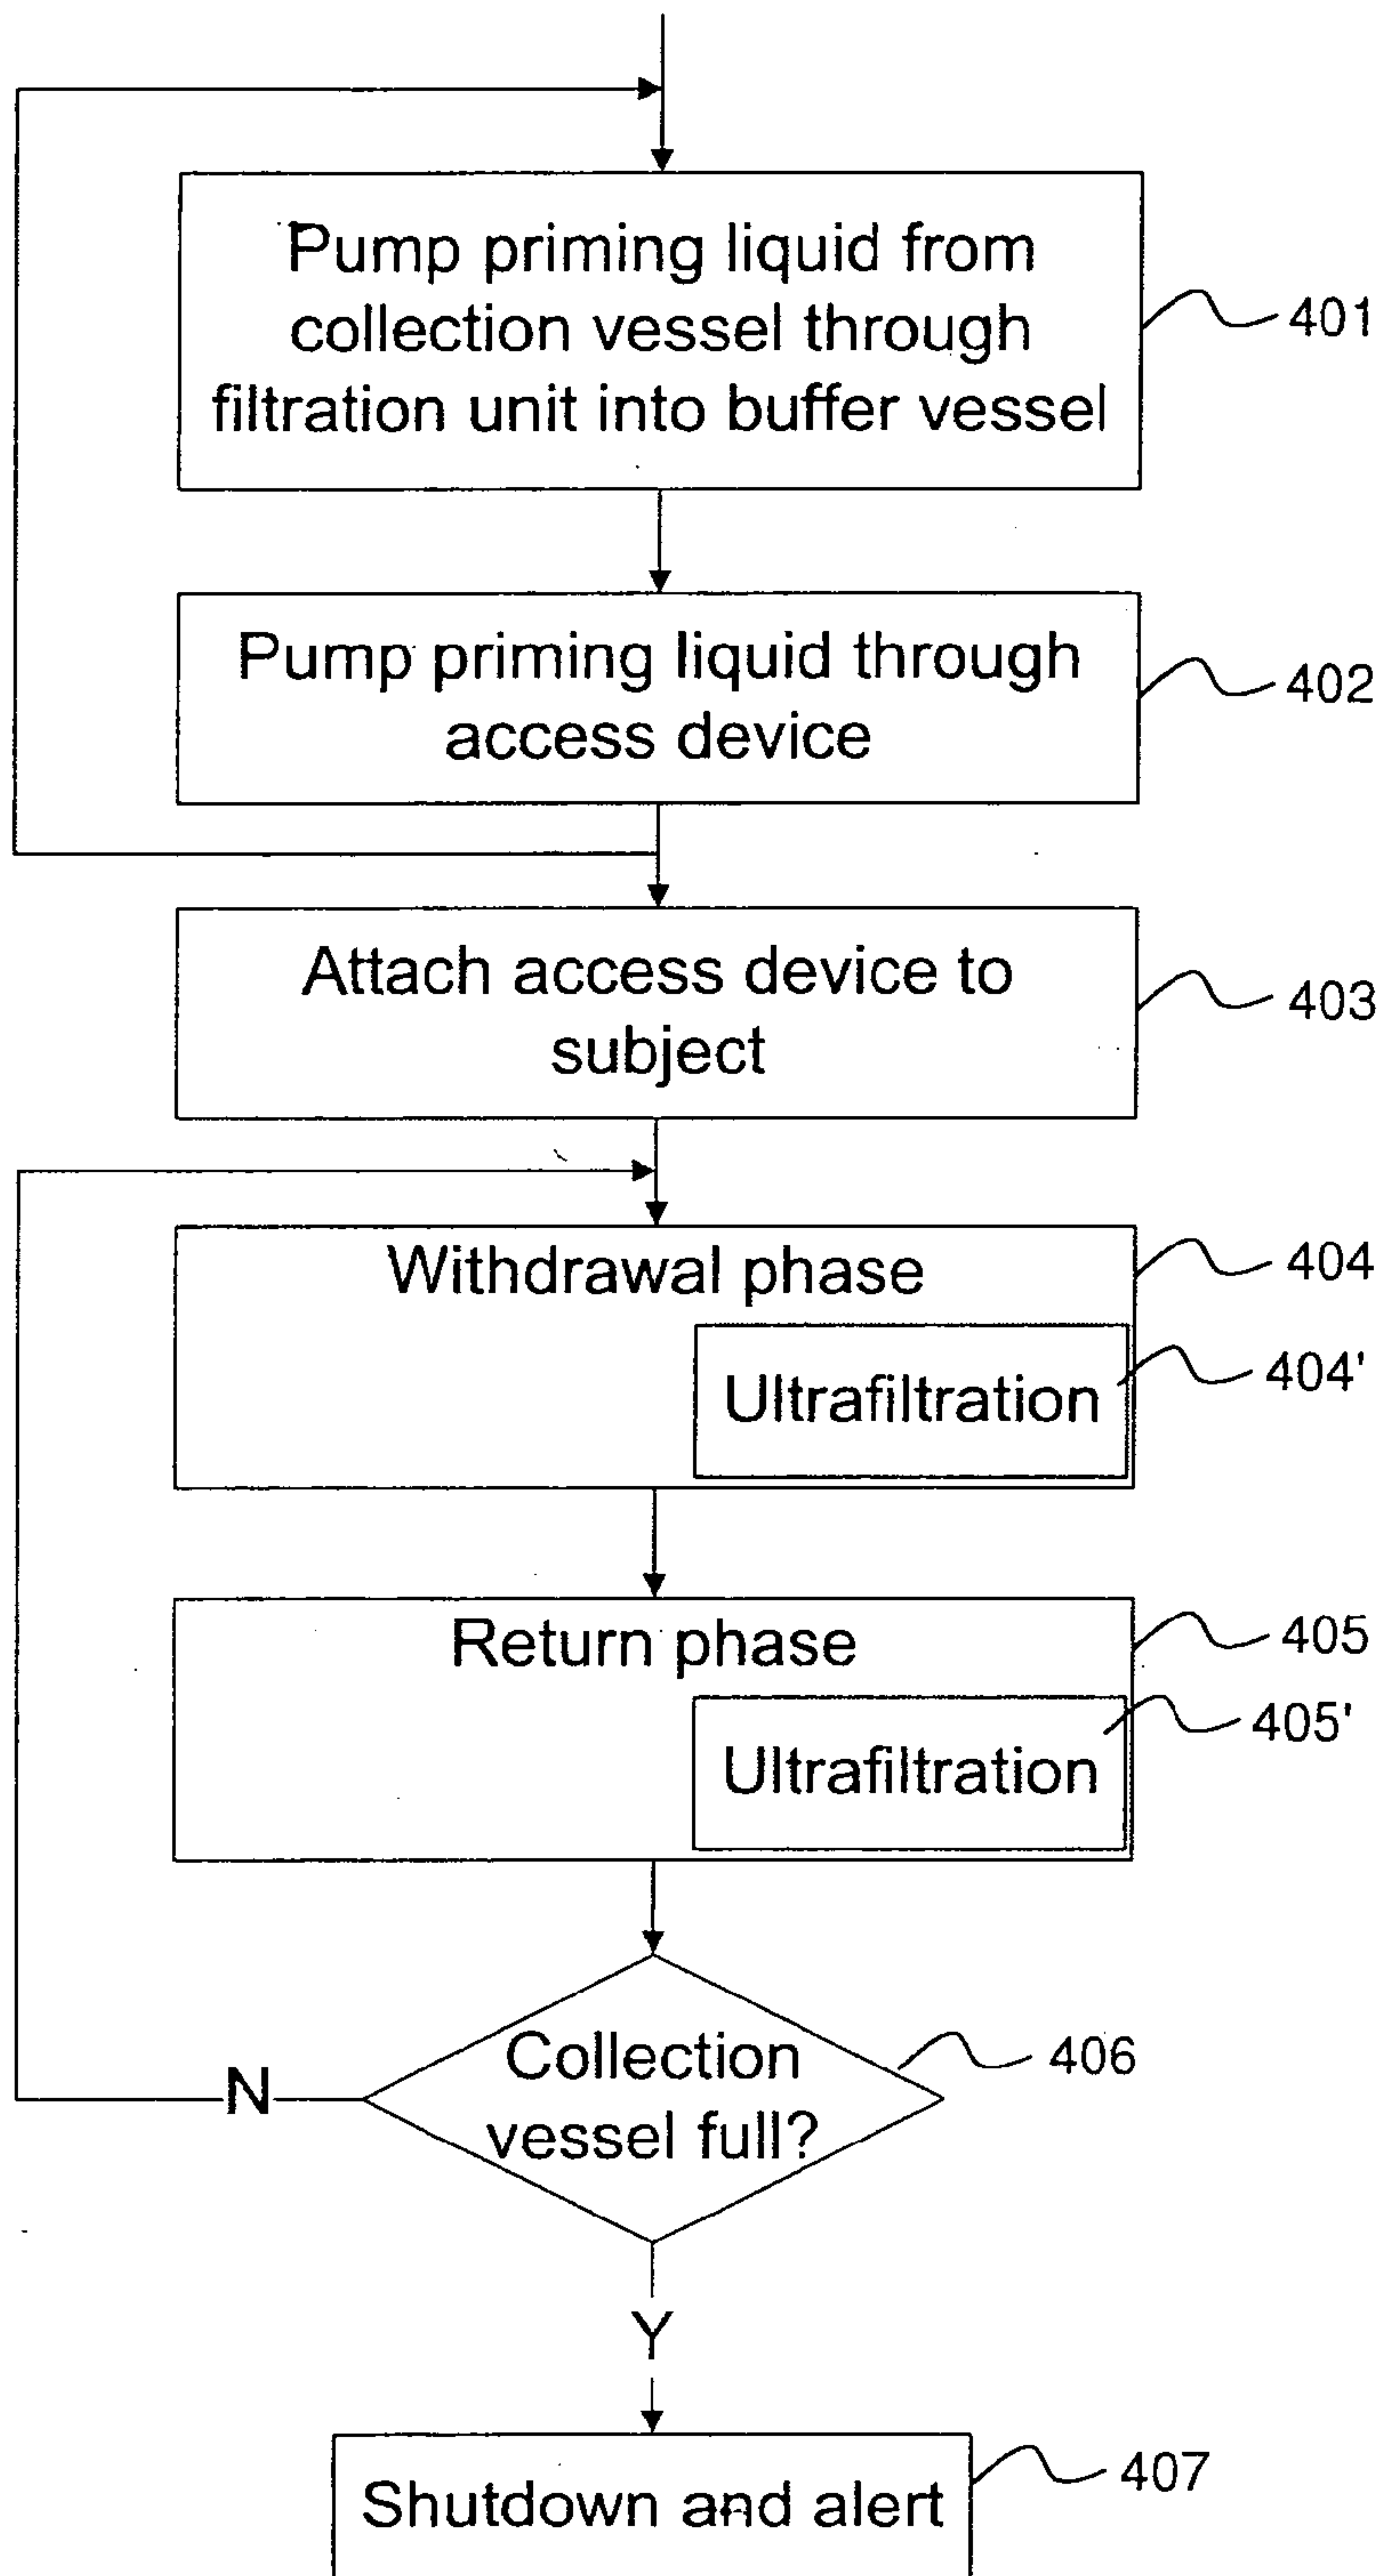 Pump priming liquid from
collection vessel through
filtration unit into buffer vessel
401
Pump priming liquid through
access device
402
Attach access device to
subject
403
Withdrawal phase
404
Ultrafiltration
404'
Return phase
405
Ultrafiltration
405'
Collection
vessel full?
406
N
Y
Shutdown and alert
407